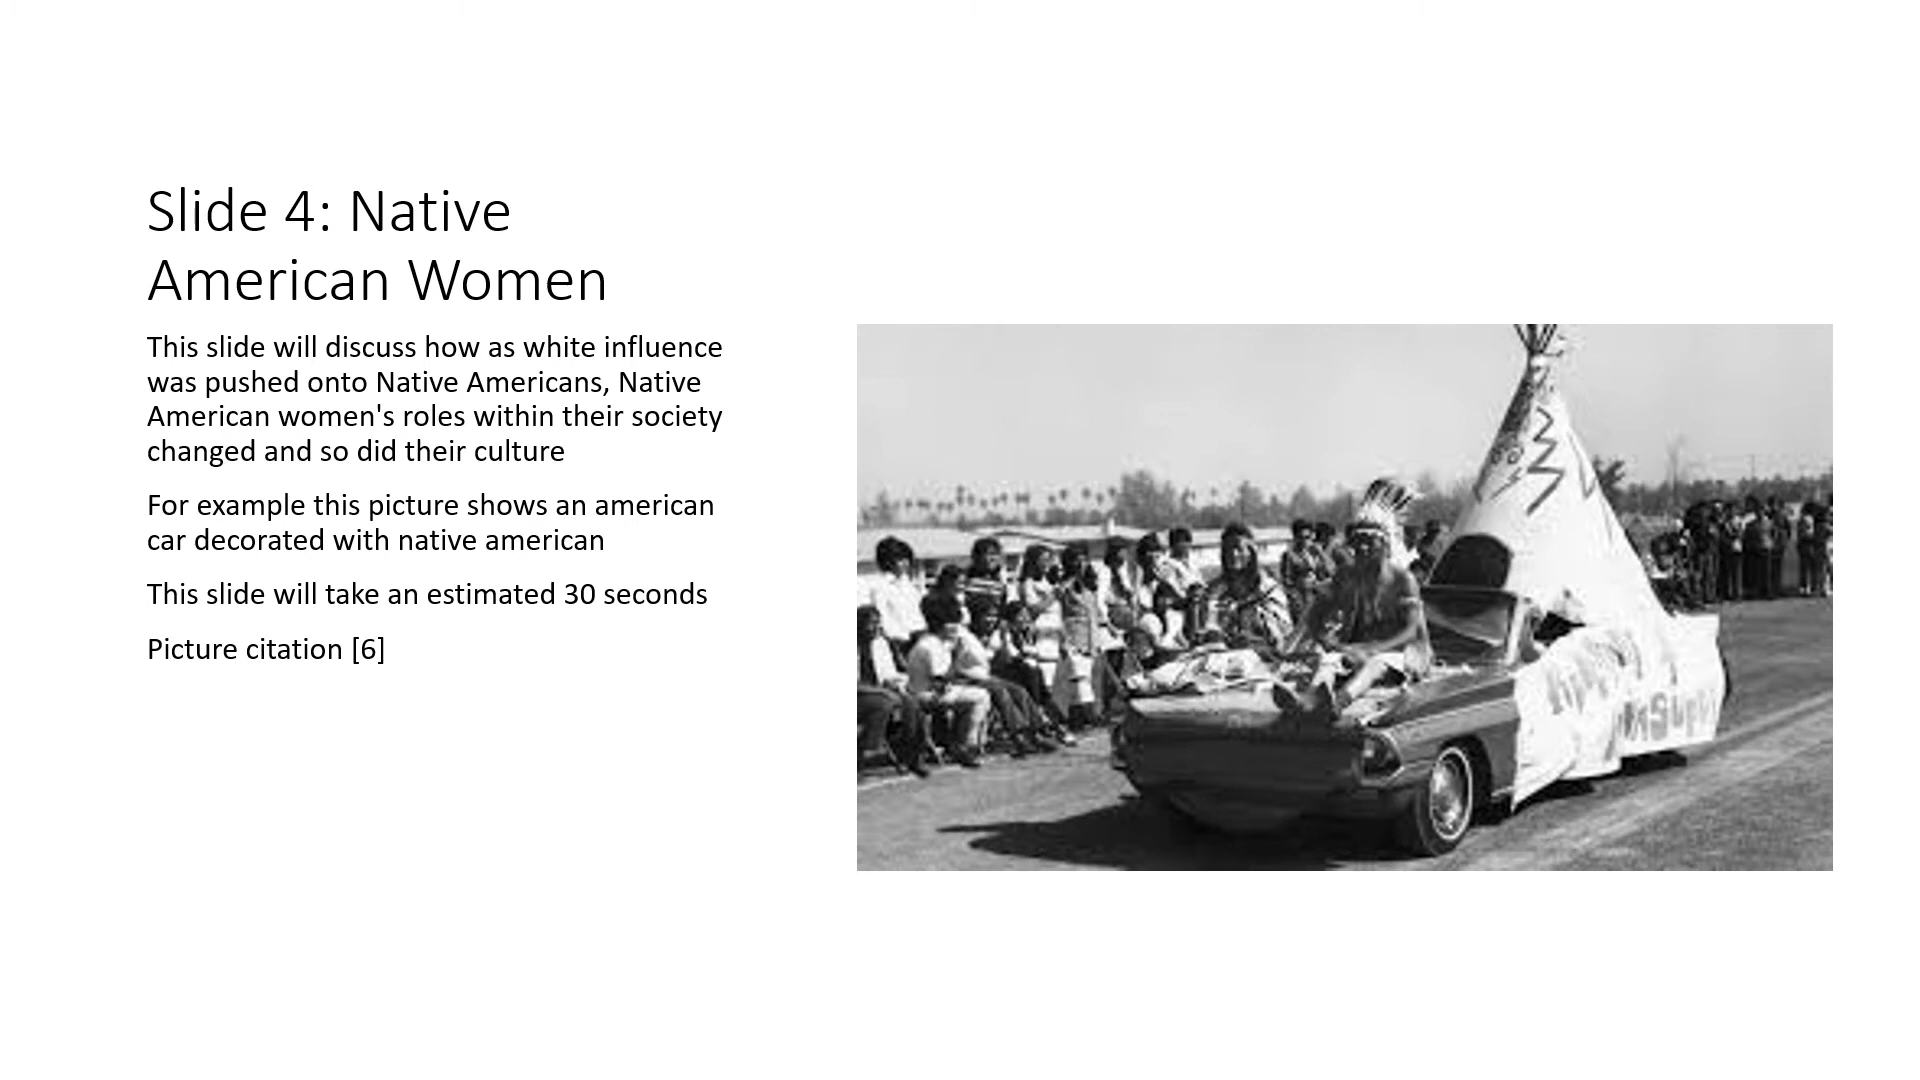 Slide 4: Native
American Women
This slide will discuss how as white influence
was pushed onto Native Americans, Native
American women's roles within their society
changed and so did their culture
For example this picture shows an american
car decorated with native american
This slide will take an estimated 30 seconds
Picture citation [6]